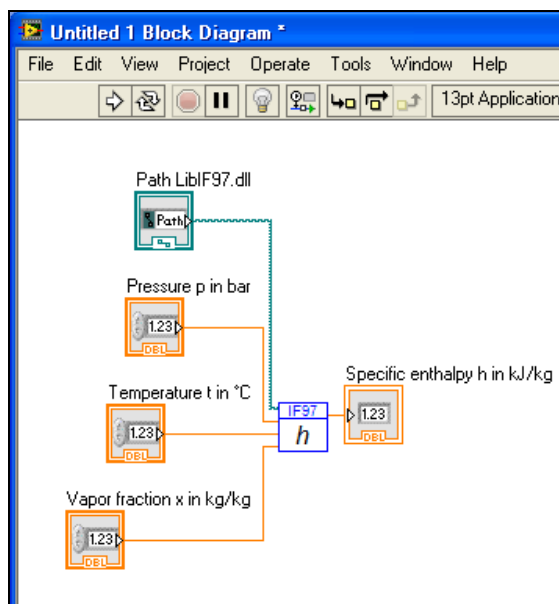 Untitled 1 Block Diagram *
File Edit View Project Operate Tools Window Help
13pt Application
Path LibIF97.dll
Path
Pressure p in bar
1.23
DBL
Specific enthalpy h in kJ/kg
Temperature t in °C
IF97
1.23
1.23
h
DBL
DBL
Vapor fraction x in kg/kg
1.23
DBL